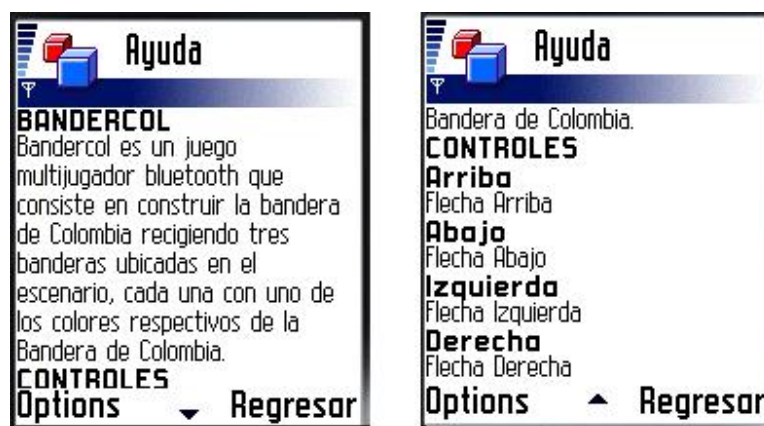 Ayuda
BANDERCOL
Bandercol es un juego
multijugador bluetooth que
consiste en construir la bandera
de Colombia recigiendo tres
banderas ubicadas en el
escenario, cada una con uno de
los colores respectivos de la
Bandera de Colombia.
CONTROLES
Options Regresar
Ayuda
Bandera de Colombia.
CONTROLES
Arriba
Flecha Arriba
Abajo
Flecha Abajo
Izquierda
Flecha Izquierda
Derecha
Flecha Derecha
Options Regresar